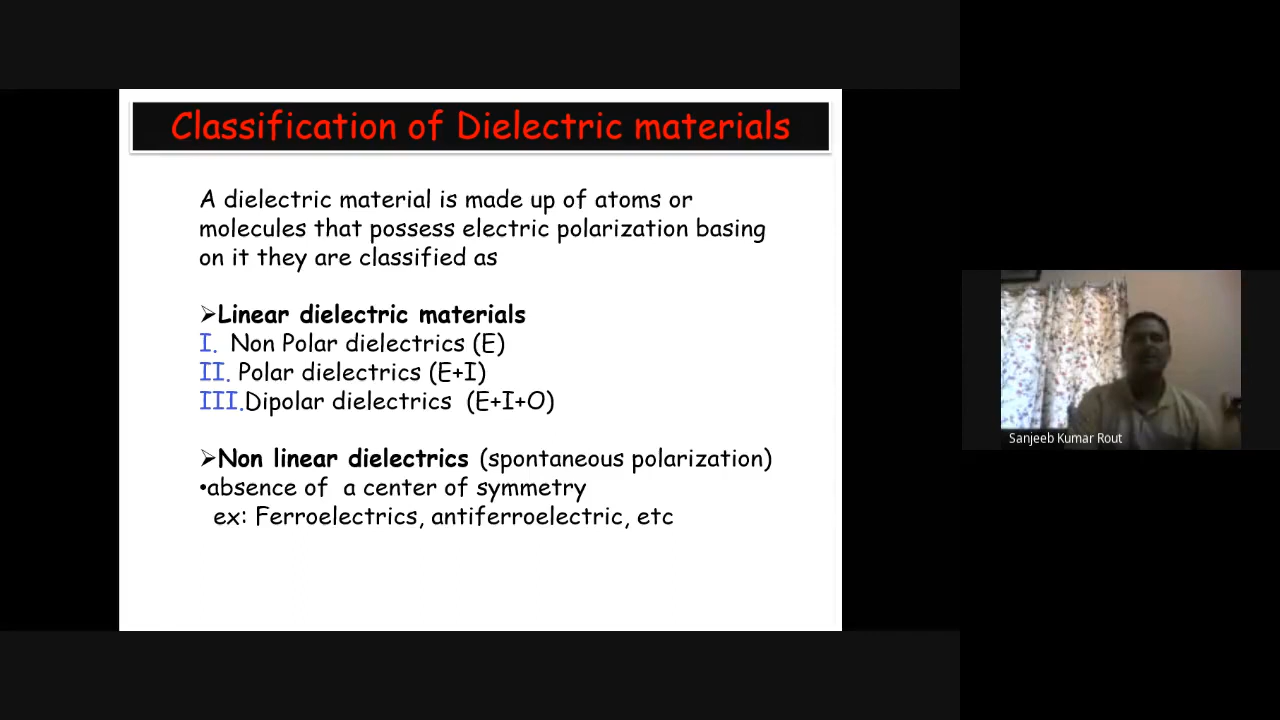 Classification of Dielectric materials
A dielectric material is made up of atoms or
molecules that possess electric polarization basing
on it they are classified as
➢Linear dielectric materials
I. Non Polar dielectrics (E)
II. Polar dielectrics (E+I)
III.Dipolar dielectrics (E+I+O)
➢Non linear dielectrics (spontaneous polarization)
•absence of a center of symmetry
ex: Ferroelectrics, antiferroelectric, etc
Sanjeeb Kumar Rout